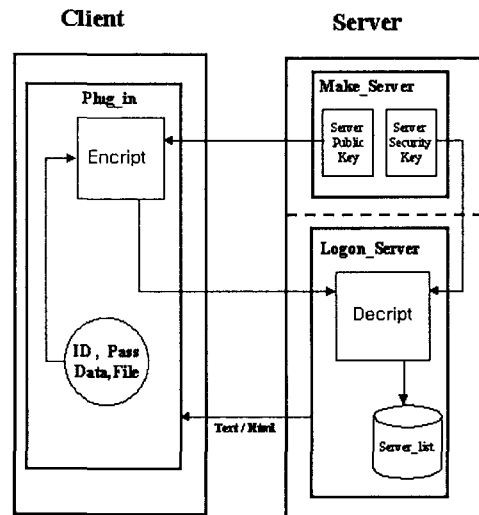 Client
Server
Plug_in
Encript
ID, Pass
Data,File
Make_Server
Server
Public
Key
Server
Security
Key
Logon_Server
Decript
Server_list
Text / Html